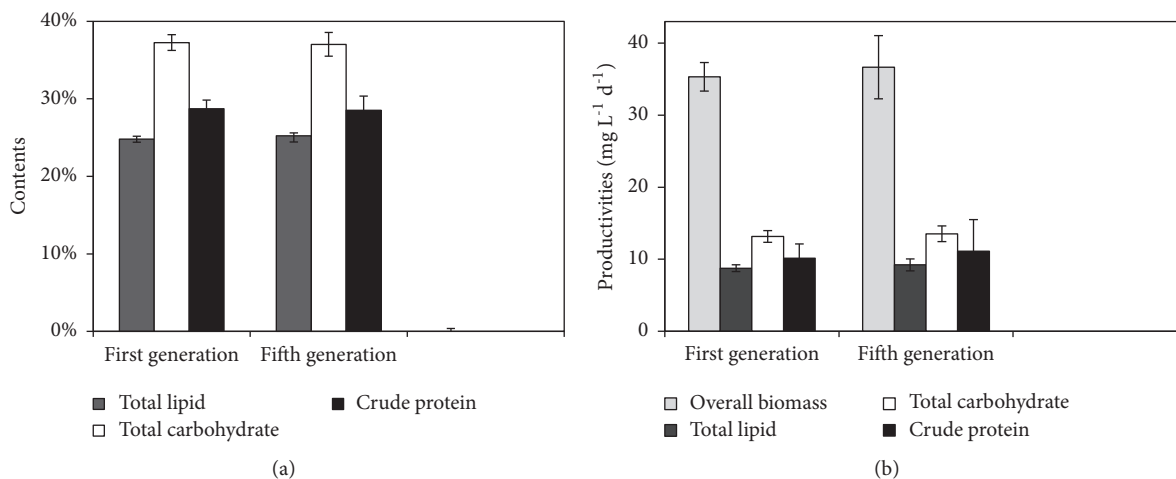 40%
30%
20%
10%
0%
Contents
First generation
Fifth generation
Total lipid
Crude protein
Total carbohydrate
(a)
40
30
20
10
0
Productivities (mg L⁻¹ d⁻¹)
First generation
Fifth generation
Overall biomass
Total carbohydrate
Total lipid
Crude protein
(b)